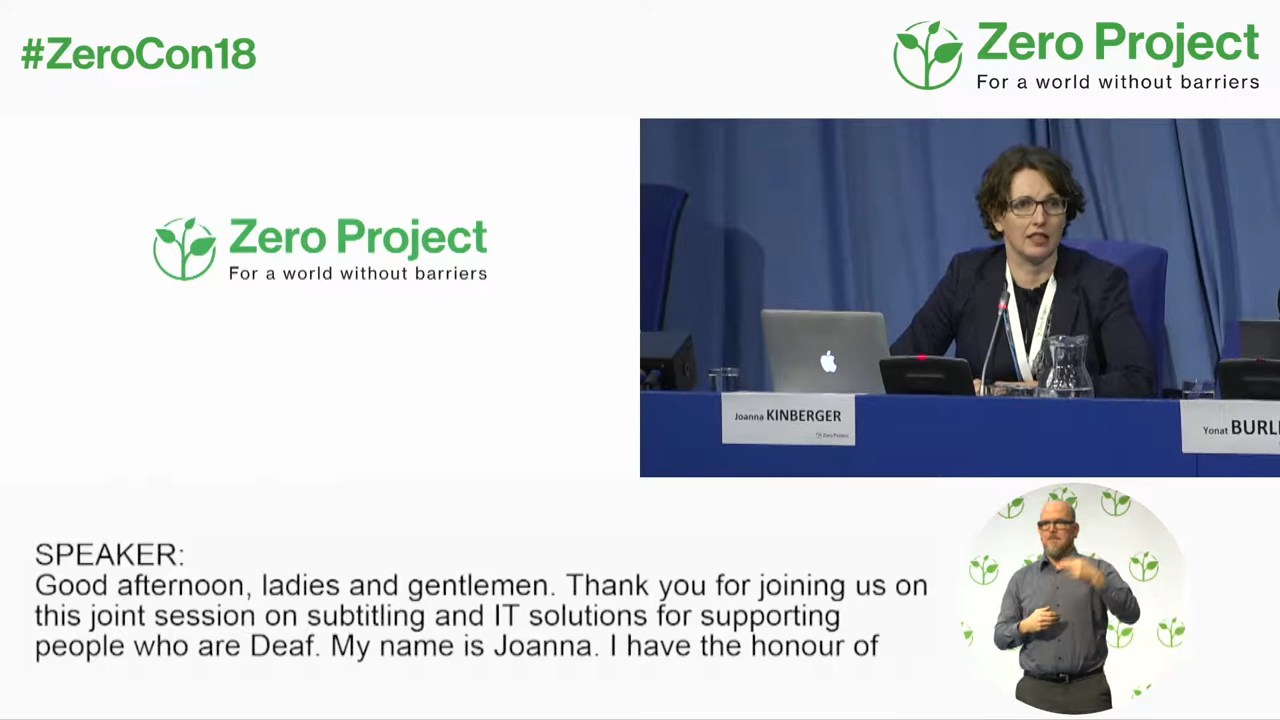 #ZeroCon18
Zero Project
For a world without barriers
Zero Project
For a world without barriers
Joanna KINBERGER
Zero Project
Yonat BURL
SPEAKER:
Good afternoon, ladies and gentlemen. Thank you for joining us on
this joint session on subtitling and IT solutions for supporting
people who are Deaf. My name is Joanna. I have the honour of